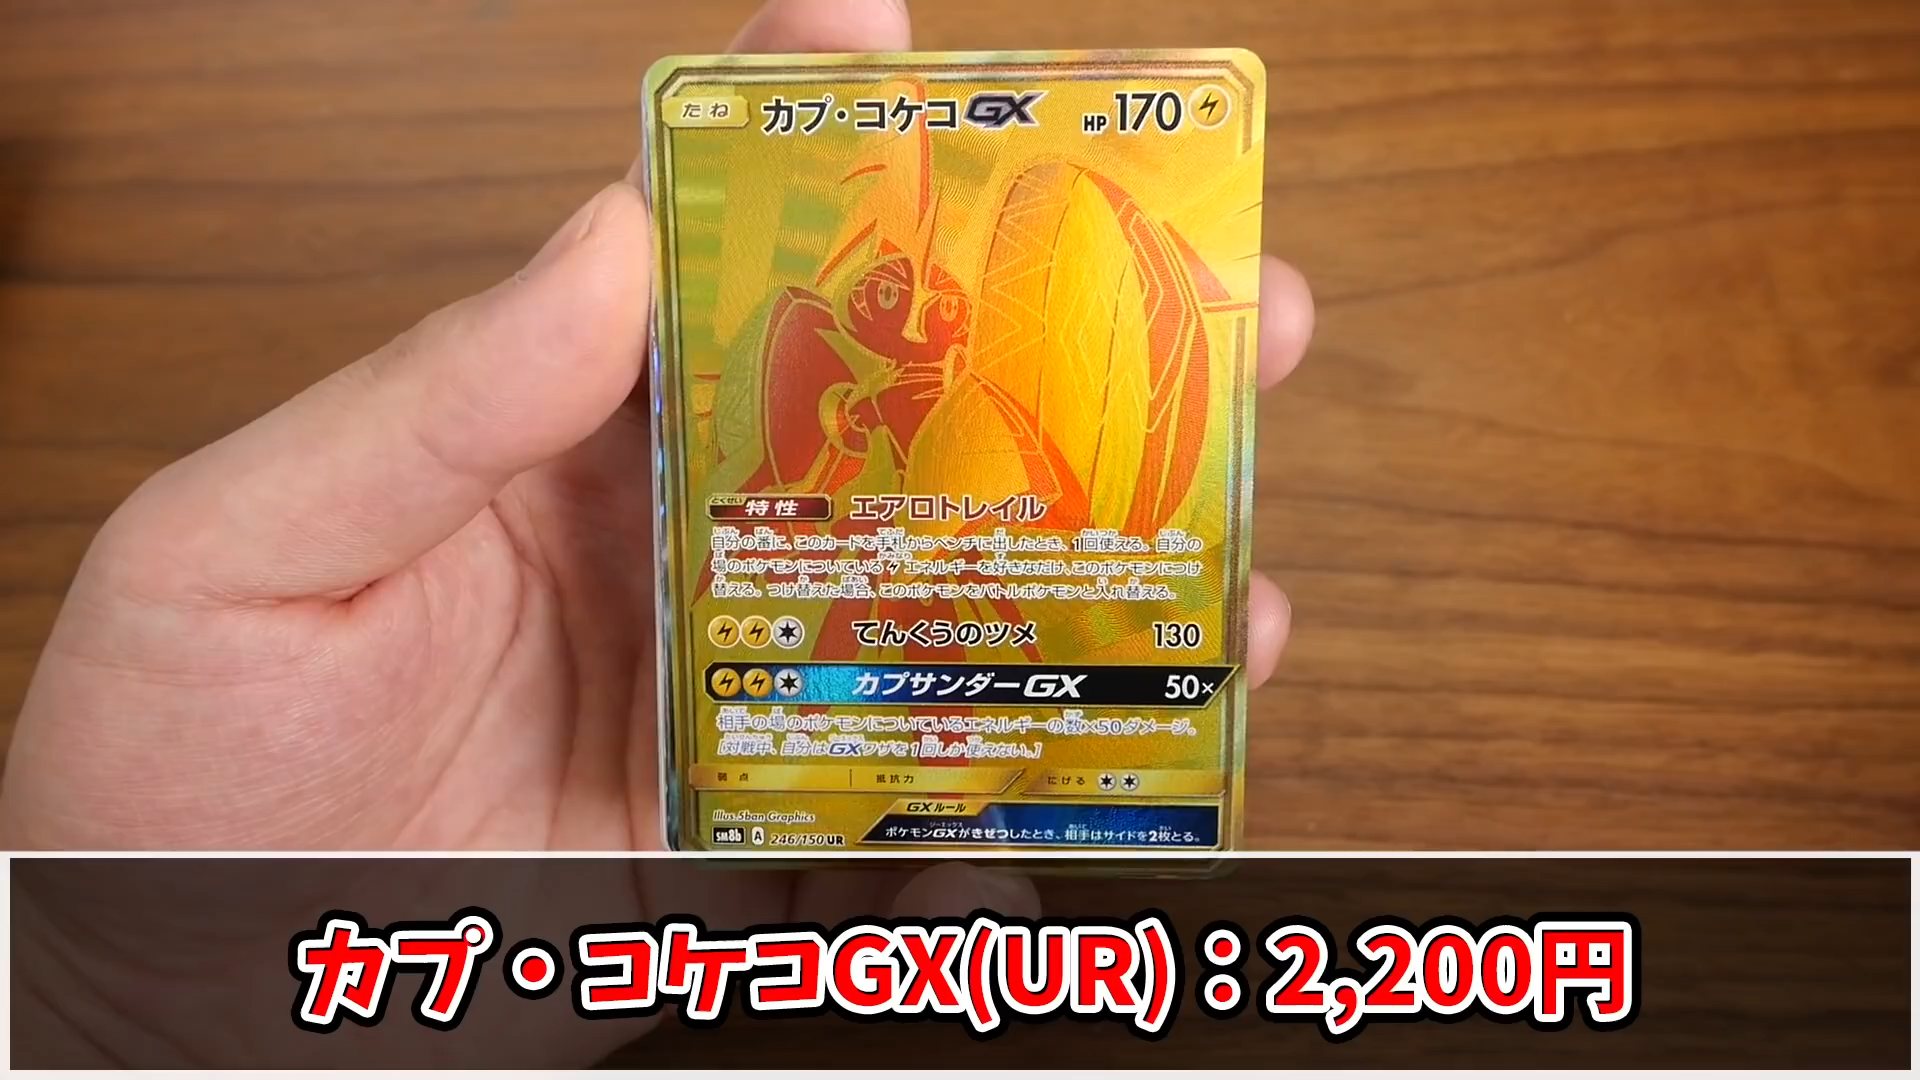 たね カプ・コケコGX HP170
とくせい 特性 エアロトレイル
自分の番に、このカードを手札からベンチに出したとき、1回使える。自分の
場のポケモンについているエネルギーを好きなだけ、このポケモンにつけ
替える。つけ替えた場合、このポケモンをバトルポケモンと入れ替える。
てんくうのツメ 130
カプサンダーGX 50×
相手の場のポケモンについているエネルギーの数×50ダメージ。
[対戦中、自分はGXワザを1回しか使えない。]
弱点 抵抗力 にげる
GXルール
ポケモンGXがきぜつしたとき、相手はサイドを2枚とる。
Illus.5ban Graphics
sm8b A 246/150 UR
カプ・コケコGX(UR)：2,200円